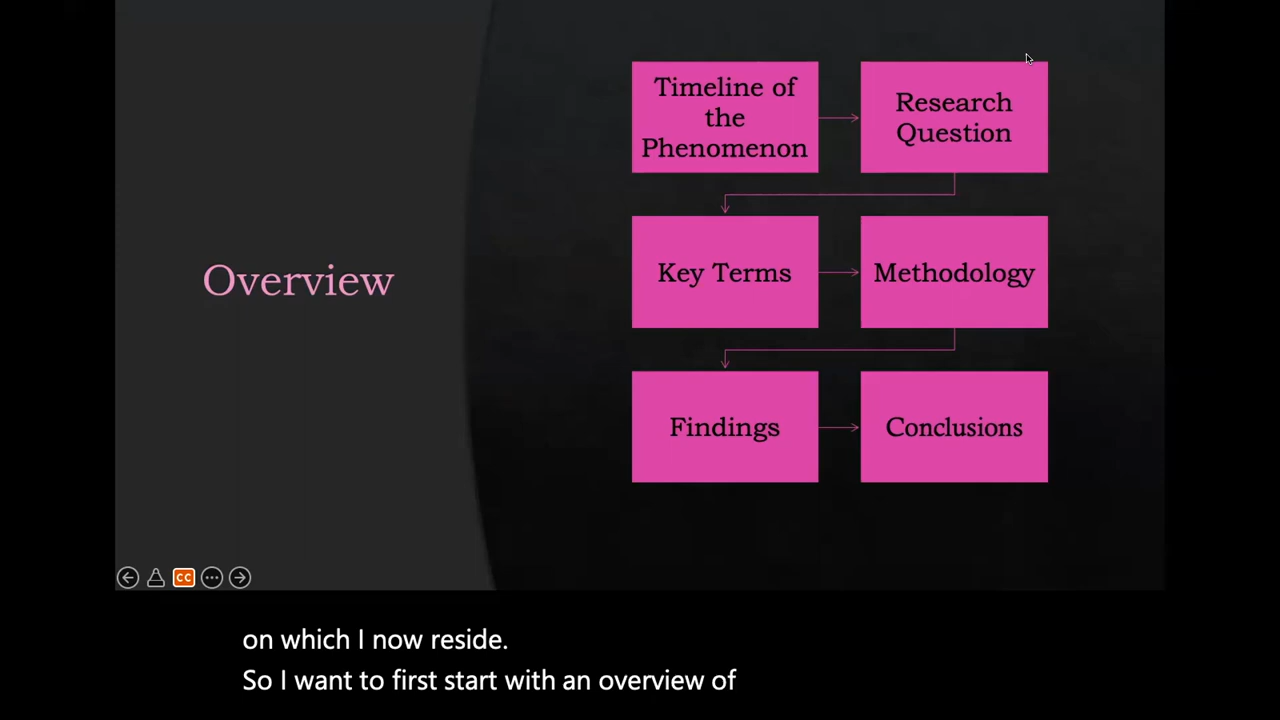 Overview
Timeline of
the
Phenomenon
Research
Question
Key Terms
Methodology
Findings
Conclusions
CC
on which I now reside.
So I want to first start with an overview of